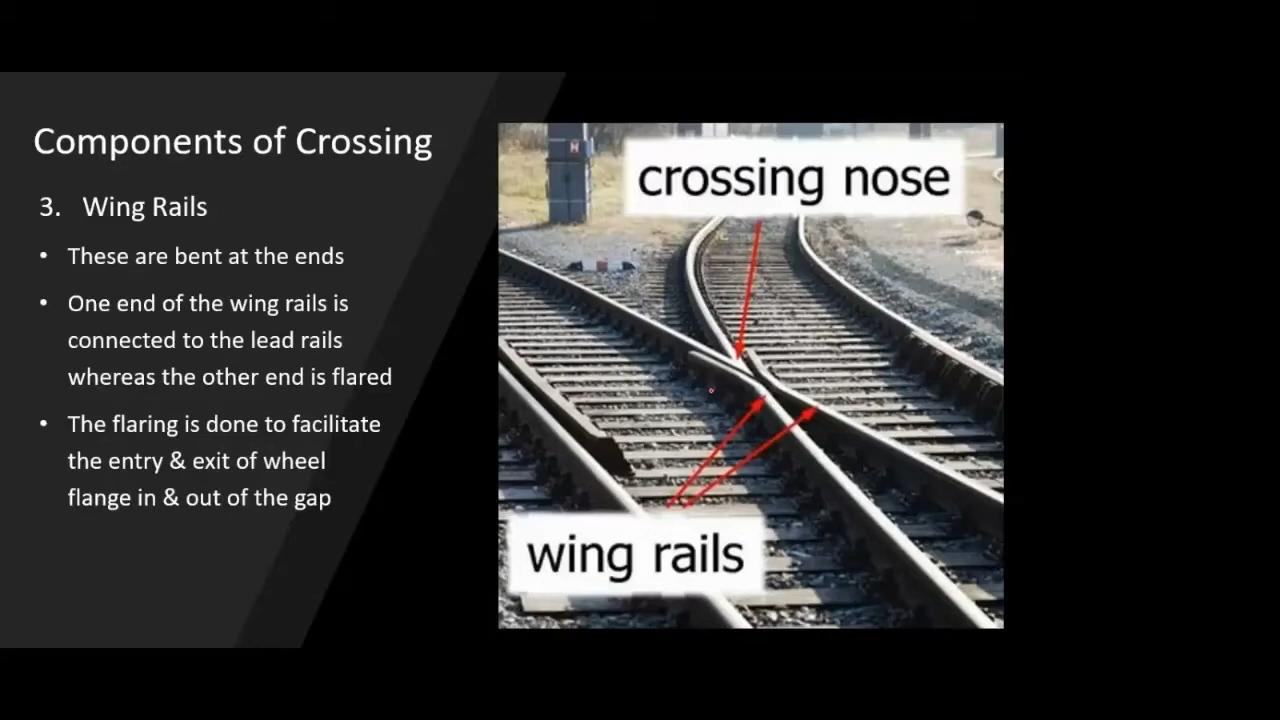 Components of Crossing
3. Wing Rails
• These are bent at the ends
• One end of the wing rails is
connected to the lead rails
whereas the other end is flared
• The flaring is done to facilitate
the entry & exit of wheel
flange in & out of the gap
crossing nose
wing rails